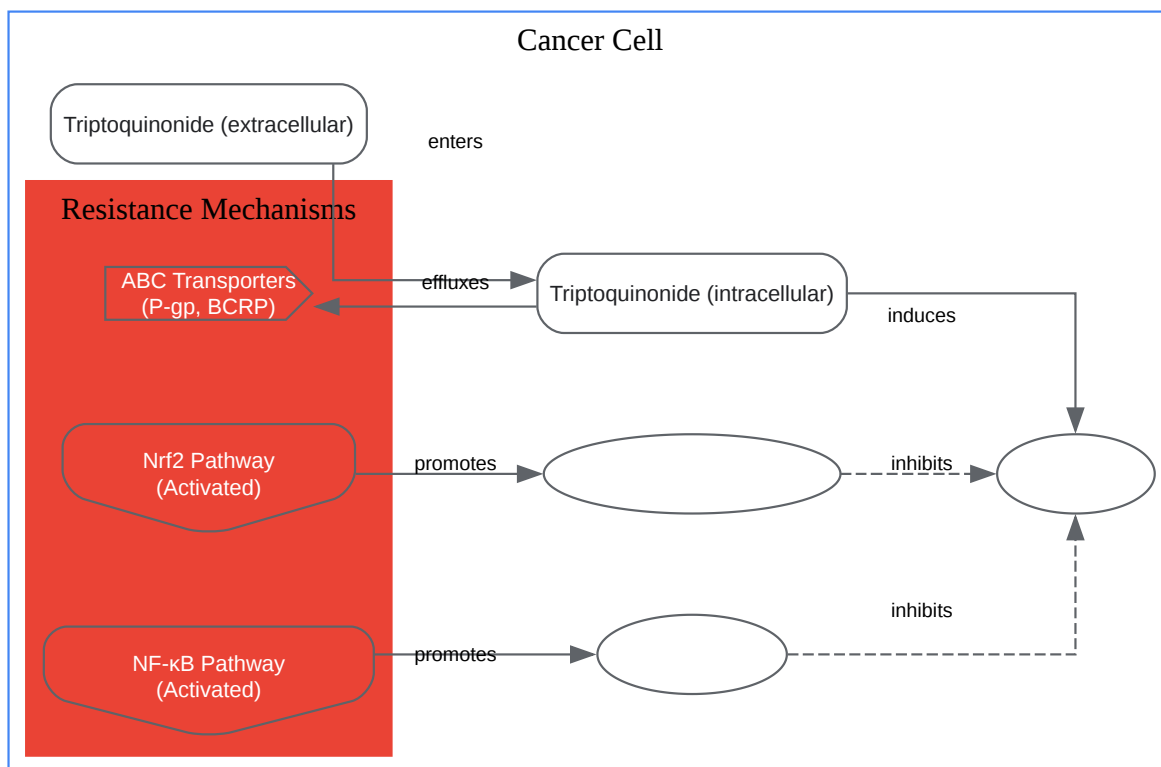 Cancer Cell
Triptoquinonide (extracellular)
enters
Resistance Mechanisms
ABC Transporters
(P-gp, BCRP)
effluxes
Triptoquinonide (intracellular)
induces
Nrf2 Pathway
(Activated)
promotes
inhibits
NF-κB Pathway
(Activated)
promotes
inhibits